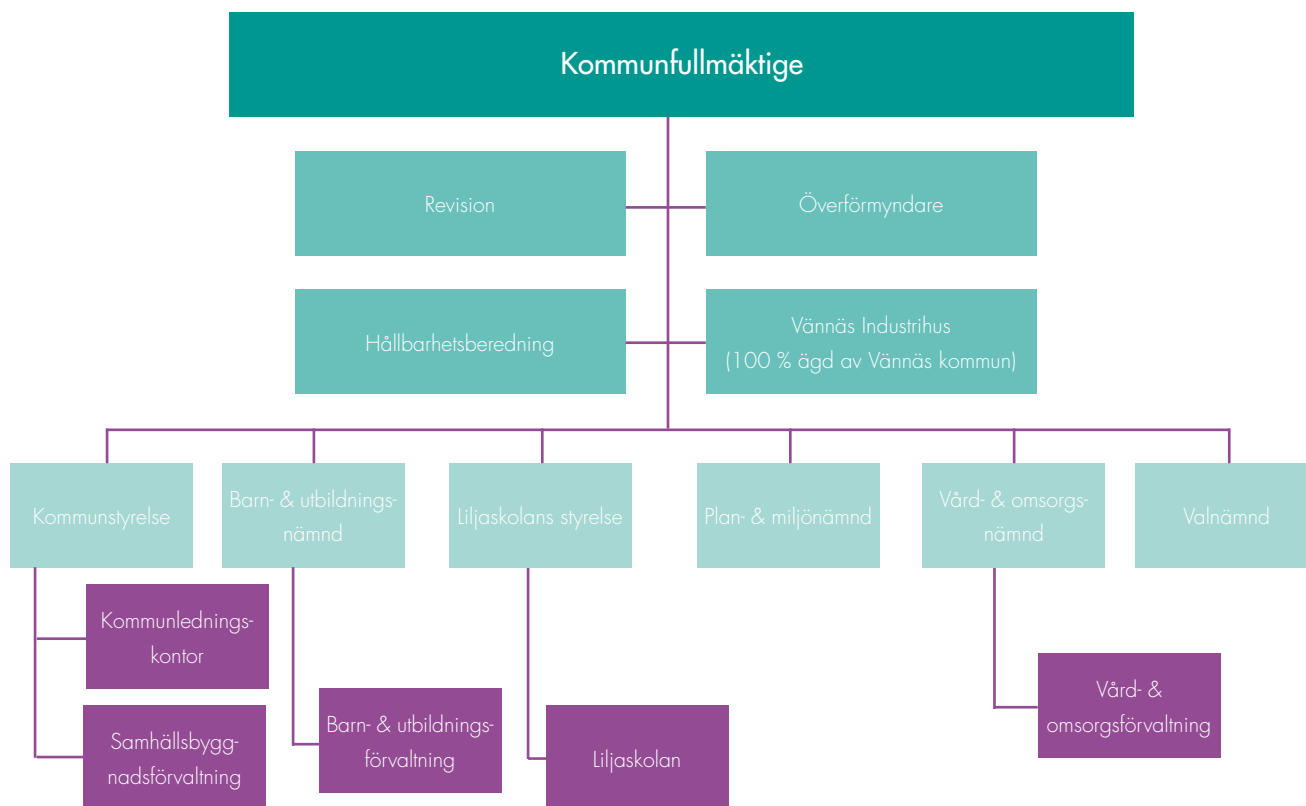 Kommunfullmäktige
Revision
Överförmyndare
Hållbarhetsberedning
Vännäs Industrihus
(100 % ägd av Vännäs kommun)
Kommunstyrelse
Barn- & utbildnings-
nämnd
Liljaskolans styrelse
Plan- & miljönämnd
Vård- & omsorgs-
nämnd
Valnämnd
Kommunlednings-
kontor
Samhällsbygg-
nadsförvaltning
Barn- & utbildnings-
förvaltning
Liljaskolan
Vård- &
omsorgsförvaltning